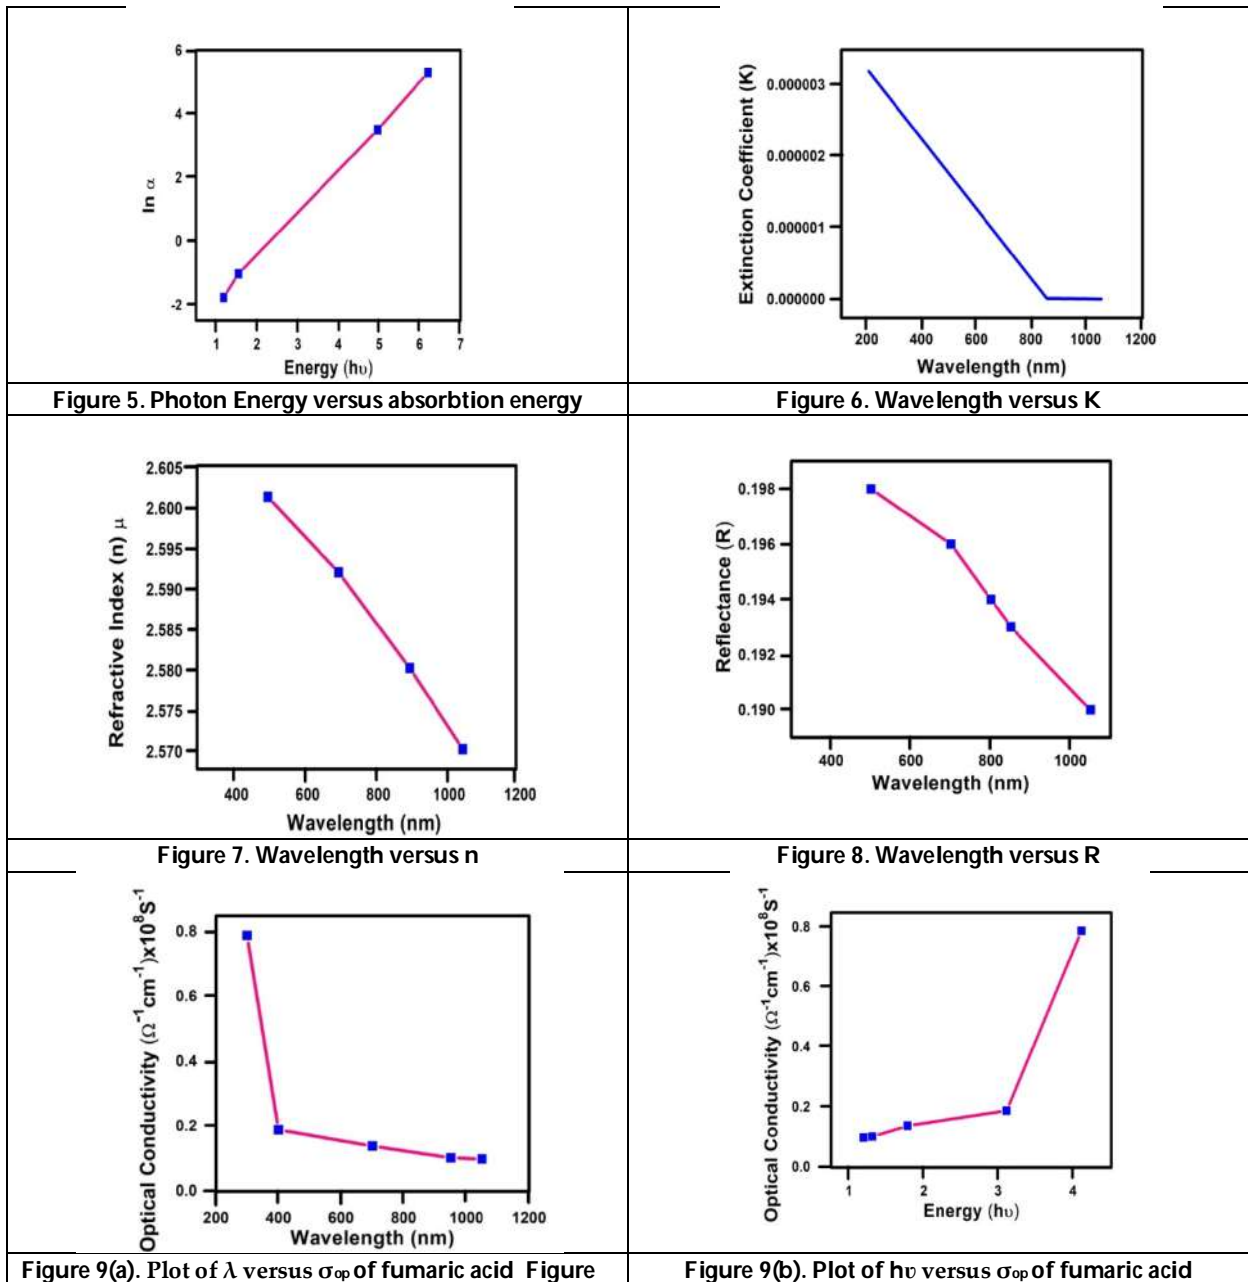 6
4
2
0
-2
ln α
1 2 3 4 5 6 7
Energy (hυ)
Figure 5. Photon Energy versus absorbtion energy
0.000003
0.000002
0.000001
0.000000
Extinction Coefficient (K)
200 400 600 800 1000 1200
Wavelength (nm)
Figure 6. Wavelength versus K
2.605
2.600
2.595
2.590
2.585
2.580
2.575
2.570
Refractive Index (n) μ
400 600 800 1000 1200
Wavelength (nm)
Figure 7. Wavelength versus n
0.198
0.196
0.194
0.192
0.190
Reflectance (R)
400 600 800 1000
Wavelength (nm)
Figure 8. Wavelength versus R
0.8
0.6
0.4
0.2
0.0
Optical Conductivity (Ω⁻¹cm⁻¹)x10⁸S⁻¹
200 400 600 800 1000 1200
Wavelength (nm)
Figure 9(a). Plot of λ versus σop of fumaric acid Figure
0.8
0.6
0.4
0.2
0.0
Optical Conductivity (Ω⁻¹cm⁻¹)x10⁸S⁻¹
1 2 3 4
Energy (hυ)
9(b). Plot of hυ versus σop of fumaric acid